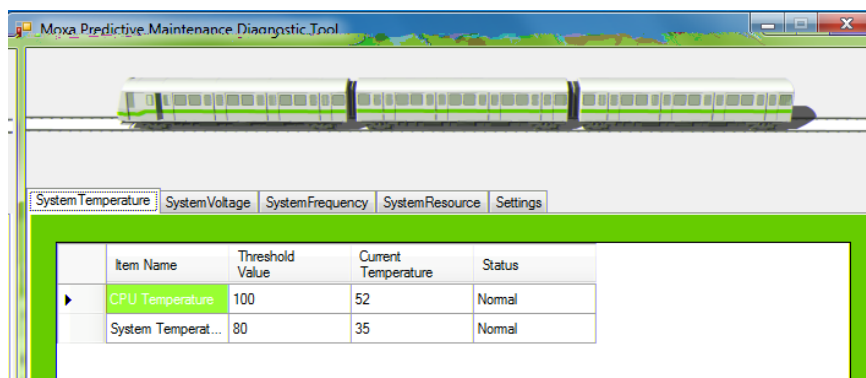 Moxa Predictive Maintenance Diagnostic Tool
SystemTemperature SystemVoltage SystemFrequency SystemResource Settings
Item Name Threshold Value Current Temperature Status
CPU Temperature 100 52 Normal
System Temperat... 80 35 Normal